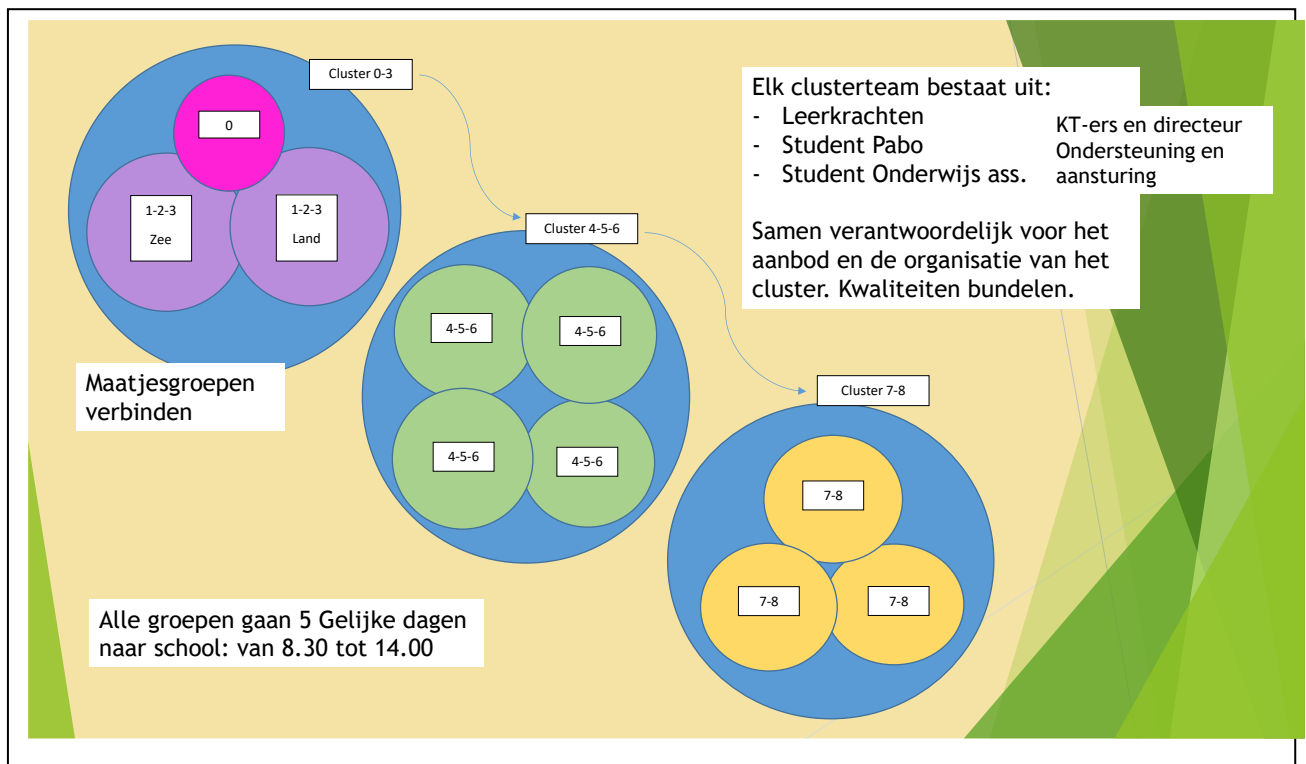 Cluster 0-3
0
1-2-3
Zee
1-2-3
Land
Maatjesgroepen
verbinden
Cluster 4-5-6
4-5-6
4-5-6
4-5-6
4-5-6
Cluster 7-8
7-8
7-8
7-8
Elk clusterteam bestaat uit:
- Leerkrachten
- Student Pabo
- Student Onderwijs ass.
KT-ers en directeur
Ondersteuning en
aansturing
Samen verantwoordelijk voor het
aanbod en de organisatie van het
cluster. Kwaliteiten bundelen.
Alle groepen gaan 5 Gelijke dagen
naar school: van 8.30 tot 14.00